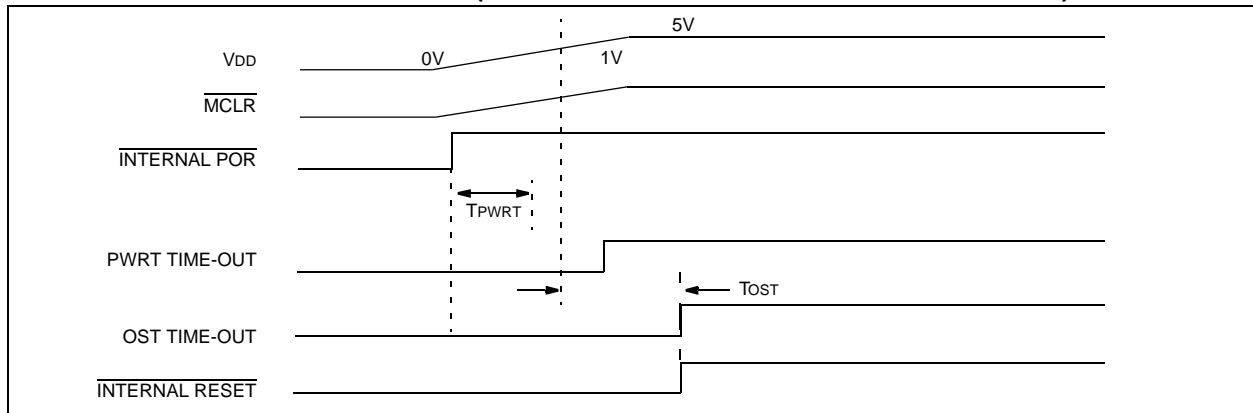 5V
VDD 0V 1V
MCLR
INTERNAL POR
TPWRT
PWRT TIME-OUT
TOST
OST TIME-OUT
INTERNAL RESET